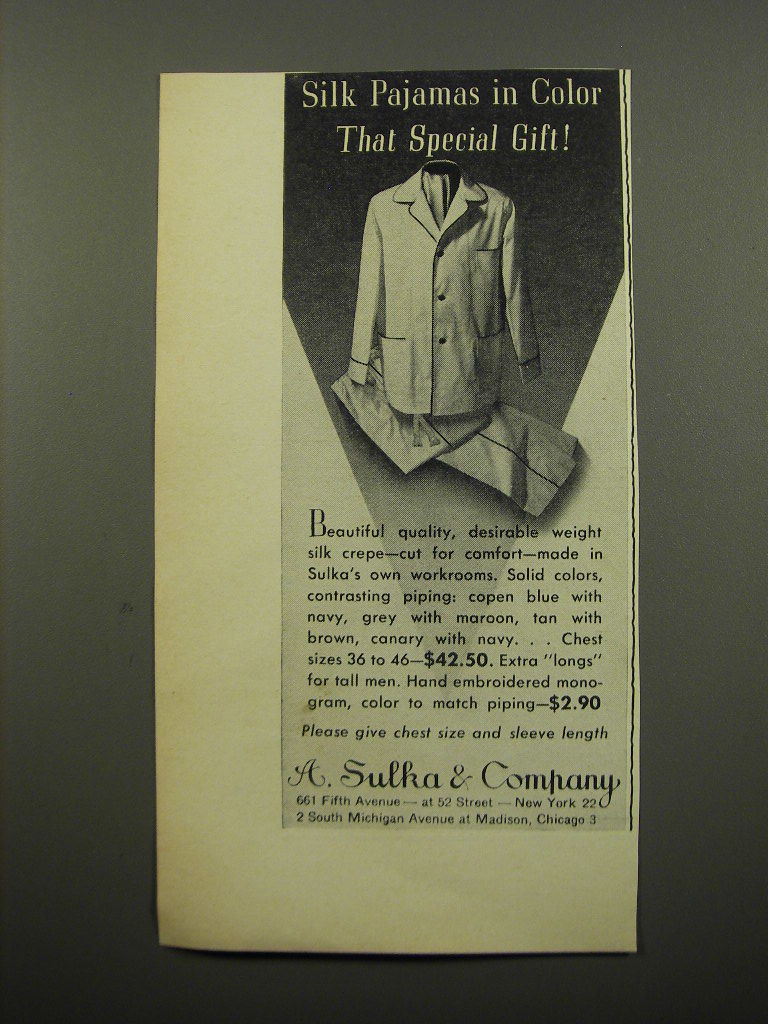 Silk Pajamas in Color
That Special Gift!
Beautiful quality, desirable weight
silk crepe—cut for comfort—made in
Sulka's own workrooms. Solid colors,
contrasting piping: copen blue with
navy, grey with maroon, tan with
brown, canary with navy. . . Chest
sizes 36 to 46—$42.50. Extra "longs"
for tall men. Hand embroidered mono-
gram, color to match piping—$2.90
Please give chest size and sleeve length
A. Sulka & Company
661 Fifth Avenue — at 52 Street — New York 22
2 South Michigan Avenue at Madison, Chicago 3